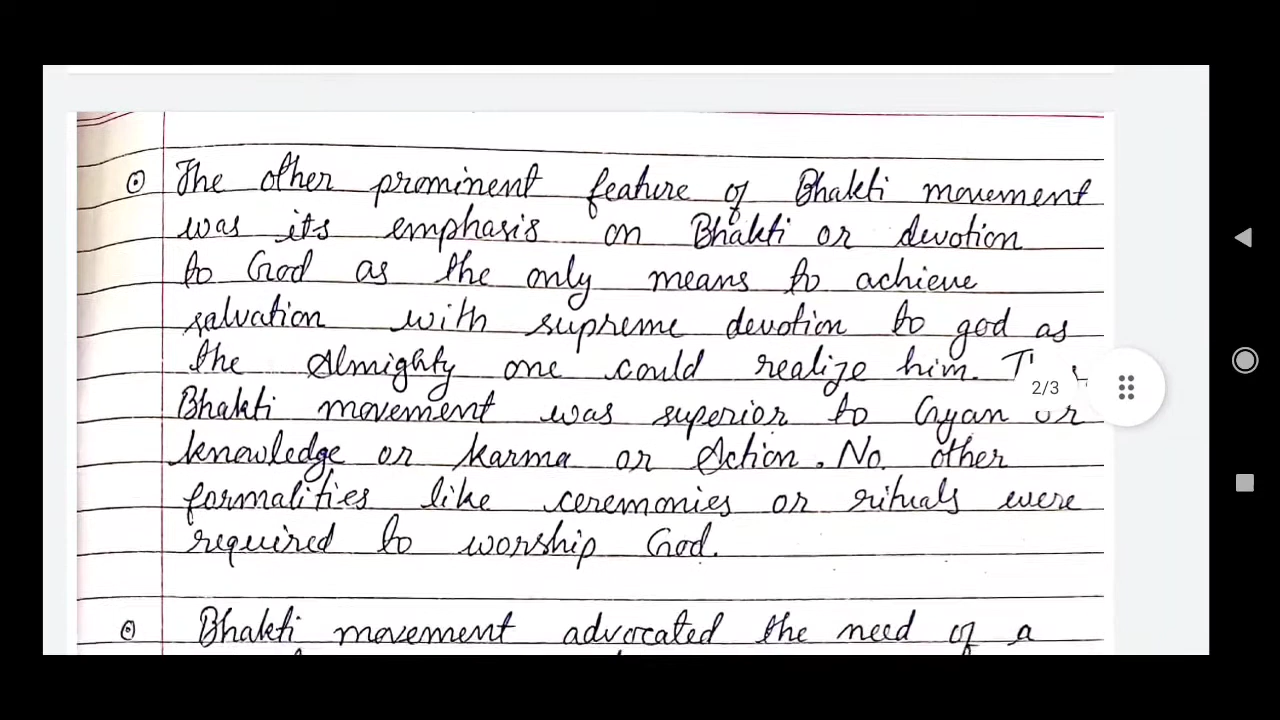 The other prominent feature of Bhakti movement
was its emphasis on Bhakti or devotion
to God as the only means to achieve
salvation with supreme devotion to god as
the Almighty one could realize him.
2/3
Bhakti movement was superior to Gyan or
knowledge or karma or Action. No other
formalities like ceremonies or rituals were
required to worship God.
Bhakti movement advocated the need of a